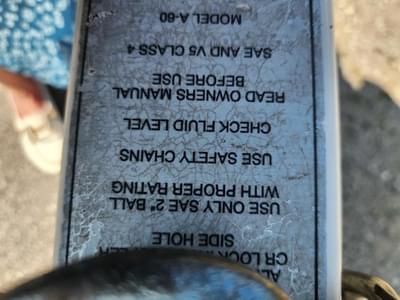 CR LOCK
SIDE HOLE
USE ONLY SAE 2" BALL
WITH PROPER RATING
USE SAFETY CHAINS
CHECK FLUID LEVEL
READ OWNERS MANUAL
BEFORE USE
SAE AND V5 CLASS 4
MODEL A-60